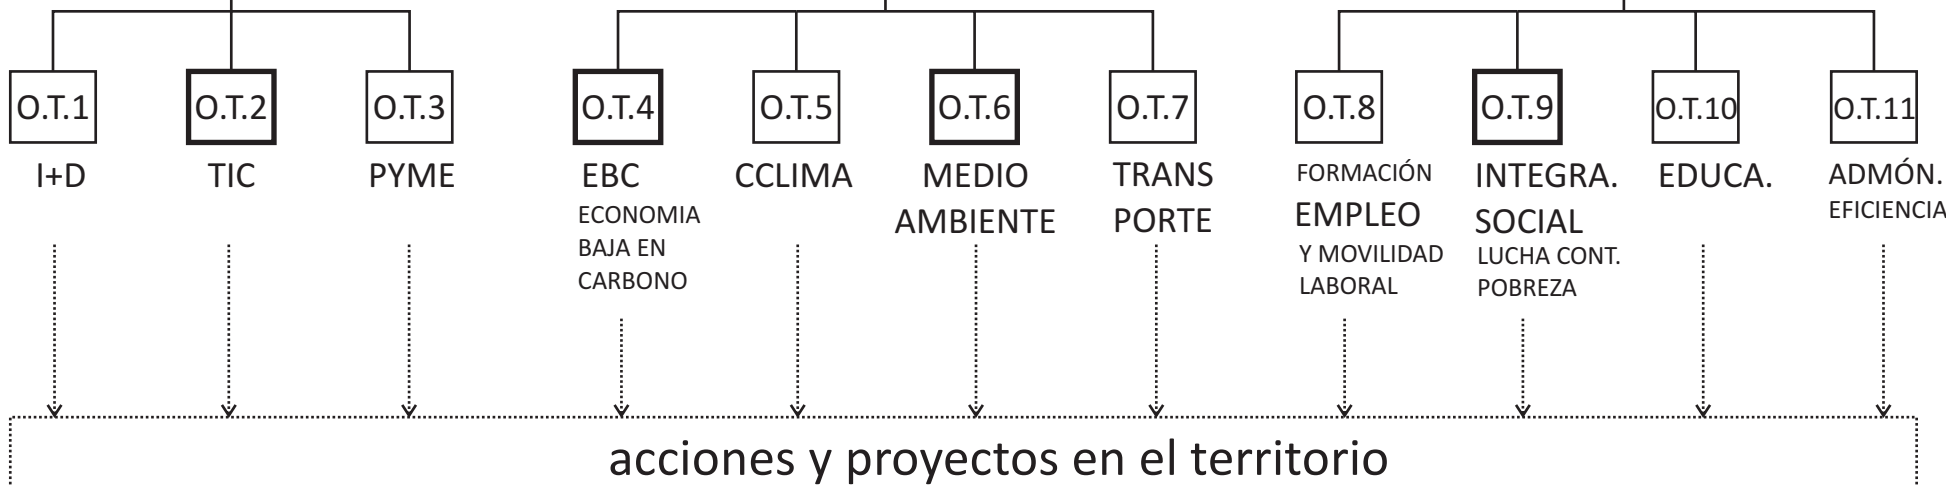 O.T.1
O.T.2
O.T.3
O.T.4
O.T.5
O.T.6
O.T.7
O.T.8
O.T.9
O.T.10
O.T.11
I+D
TIC
PYME
EBC
ECONOMIA
BAJA EN
CARBONO
CCLIMA
MEDIO
AMBIENTE
TRANS
PORTE
FORMACIÓN
EMPLEO
Y MOVILIDAD
LABORAL
INTEGRA.
SOCIAL
LUCHA CONT.
POBREZA
EDUCA.
ADMÓN.
EFICIENCIA
acciones y proyectos en el territorio